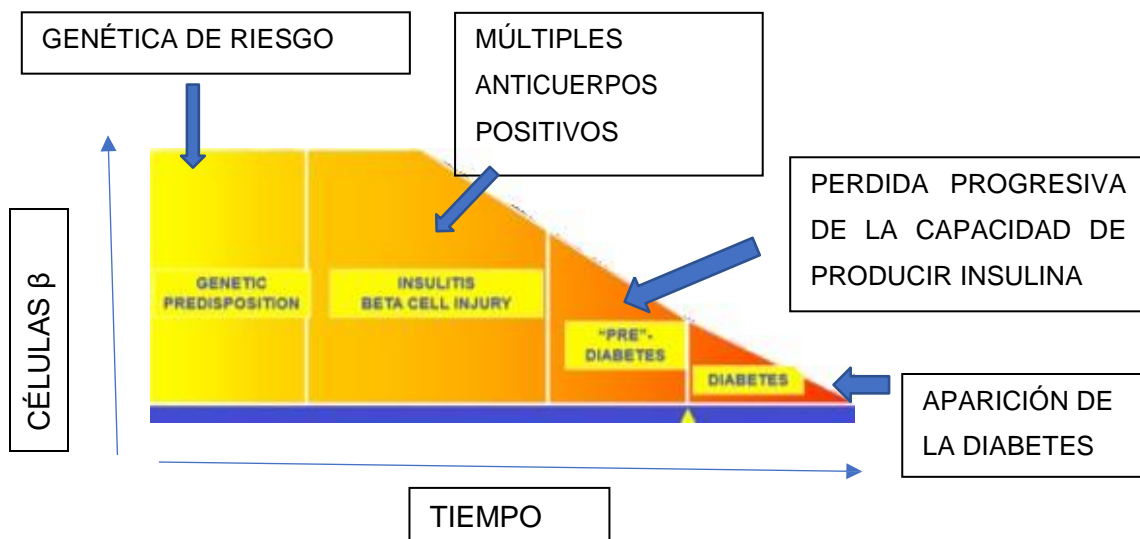 GENÉTICA DE RIESGO
MÚLTIPLES
ANTICUERPOS
POSITIVOS
PERDIDA PROGRESIVA
DE LA CAPACIDAD DE
PRODUCIR INSULINA
CÉLULAS β
GENETIC
PREDISPOSITION
INSULITIS
BETA CELL INJURY
"PRE"-
DIABETES
DIABETES
APARICIÓN DE
LA DIABETES
TIEMPO